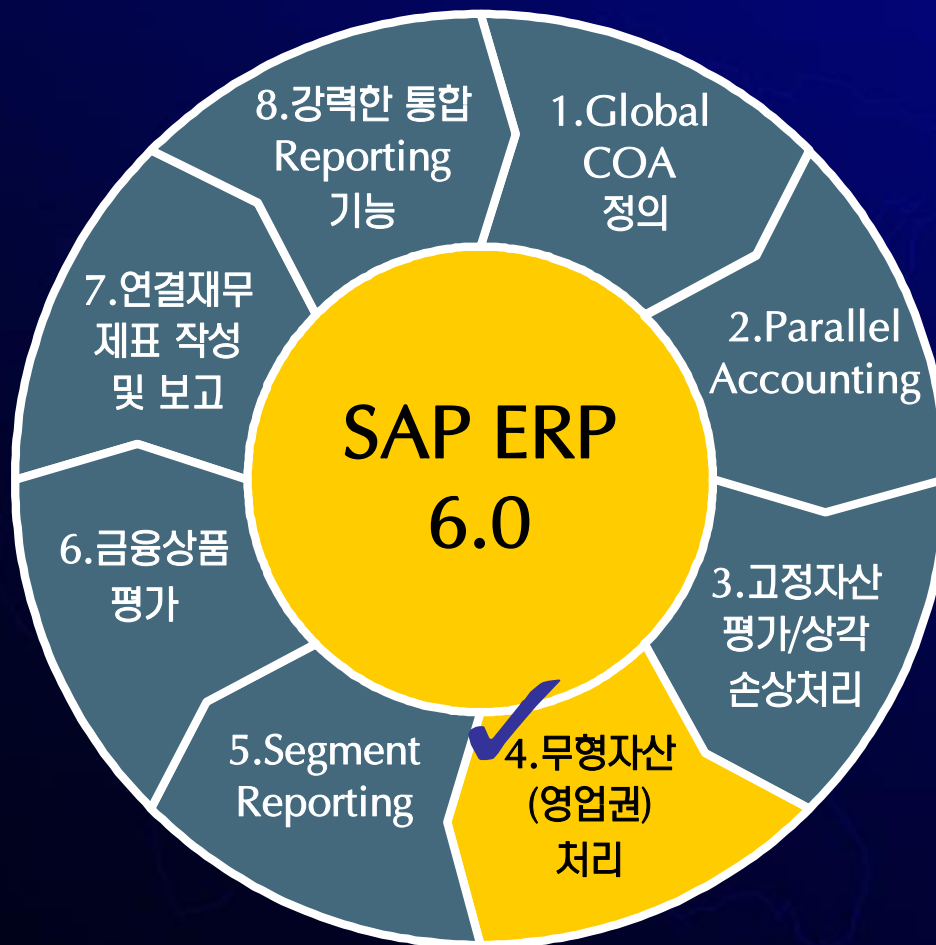 SAP ERP
6.0
1.Global
COA
정의
2.Parallel
Accounting
3.고정자산
평가/상각
손상처리
4.무형자산
(영업권)
처리
5.Segment
Reporting
6.금융상품
평가
7.연결재무
제표 작성
및 보고
8.강력한 통합
Reporting
기능